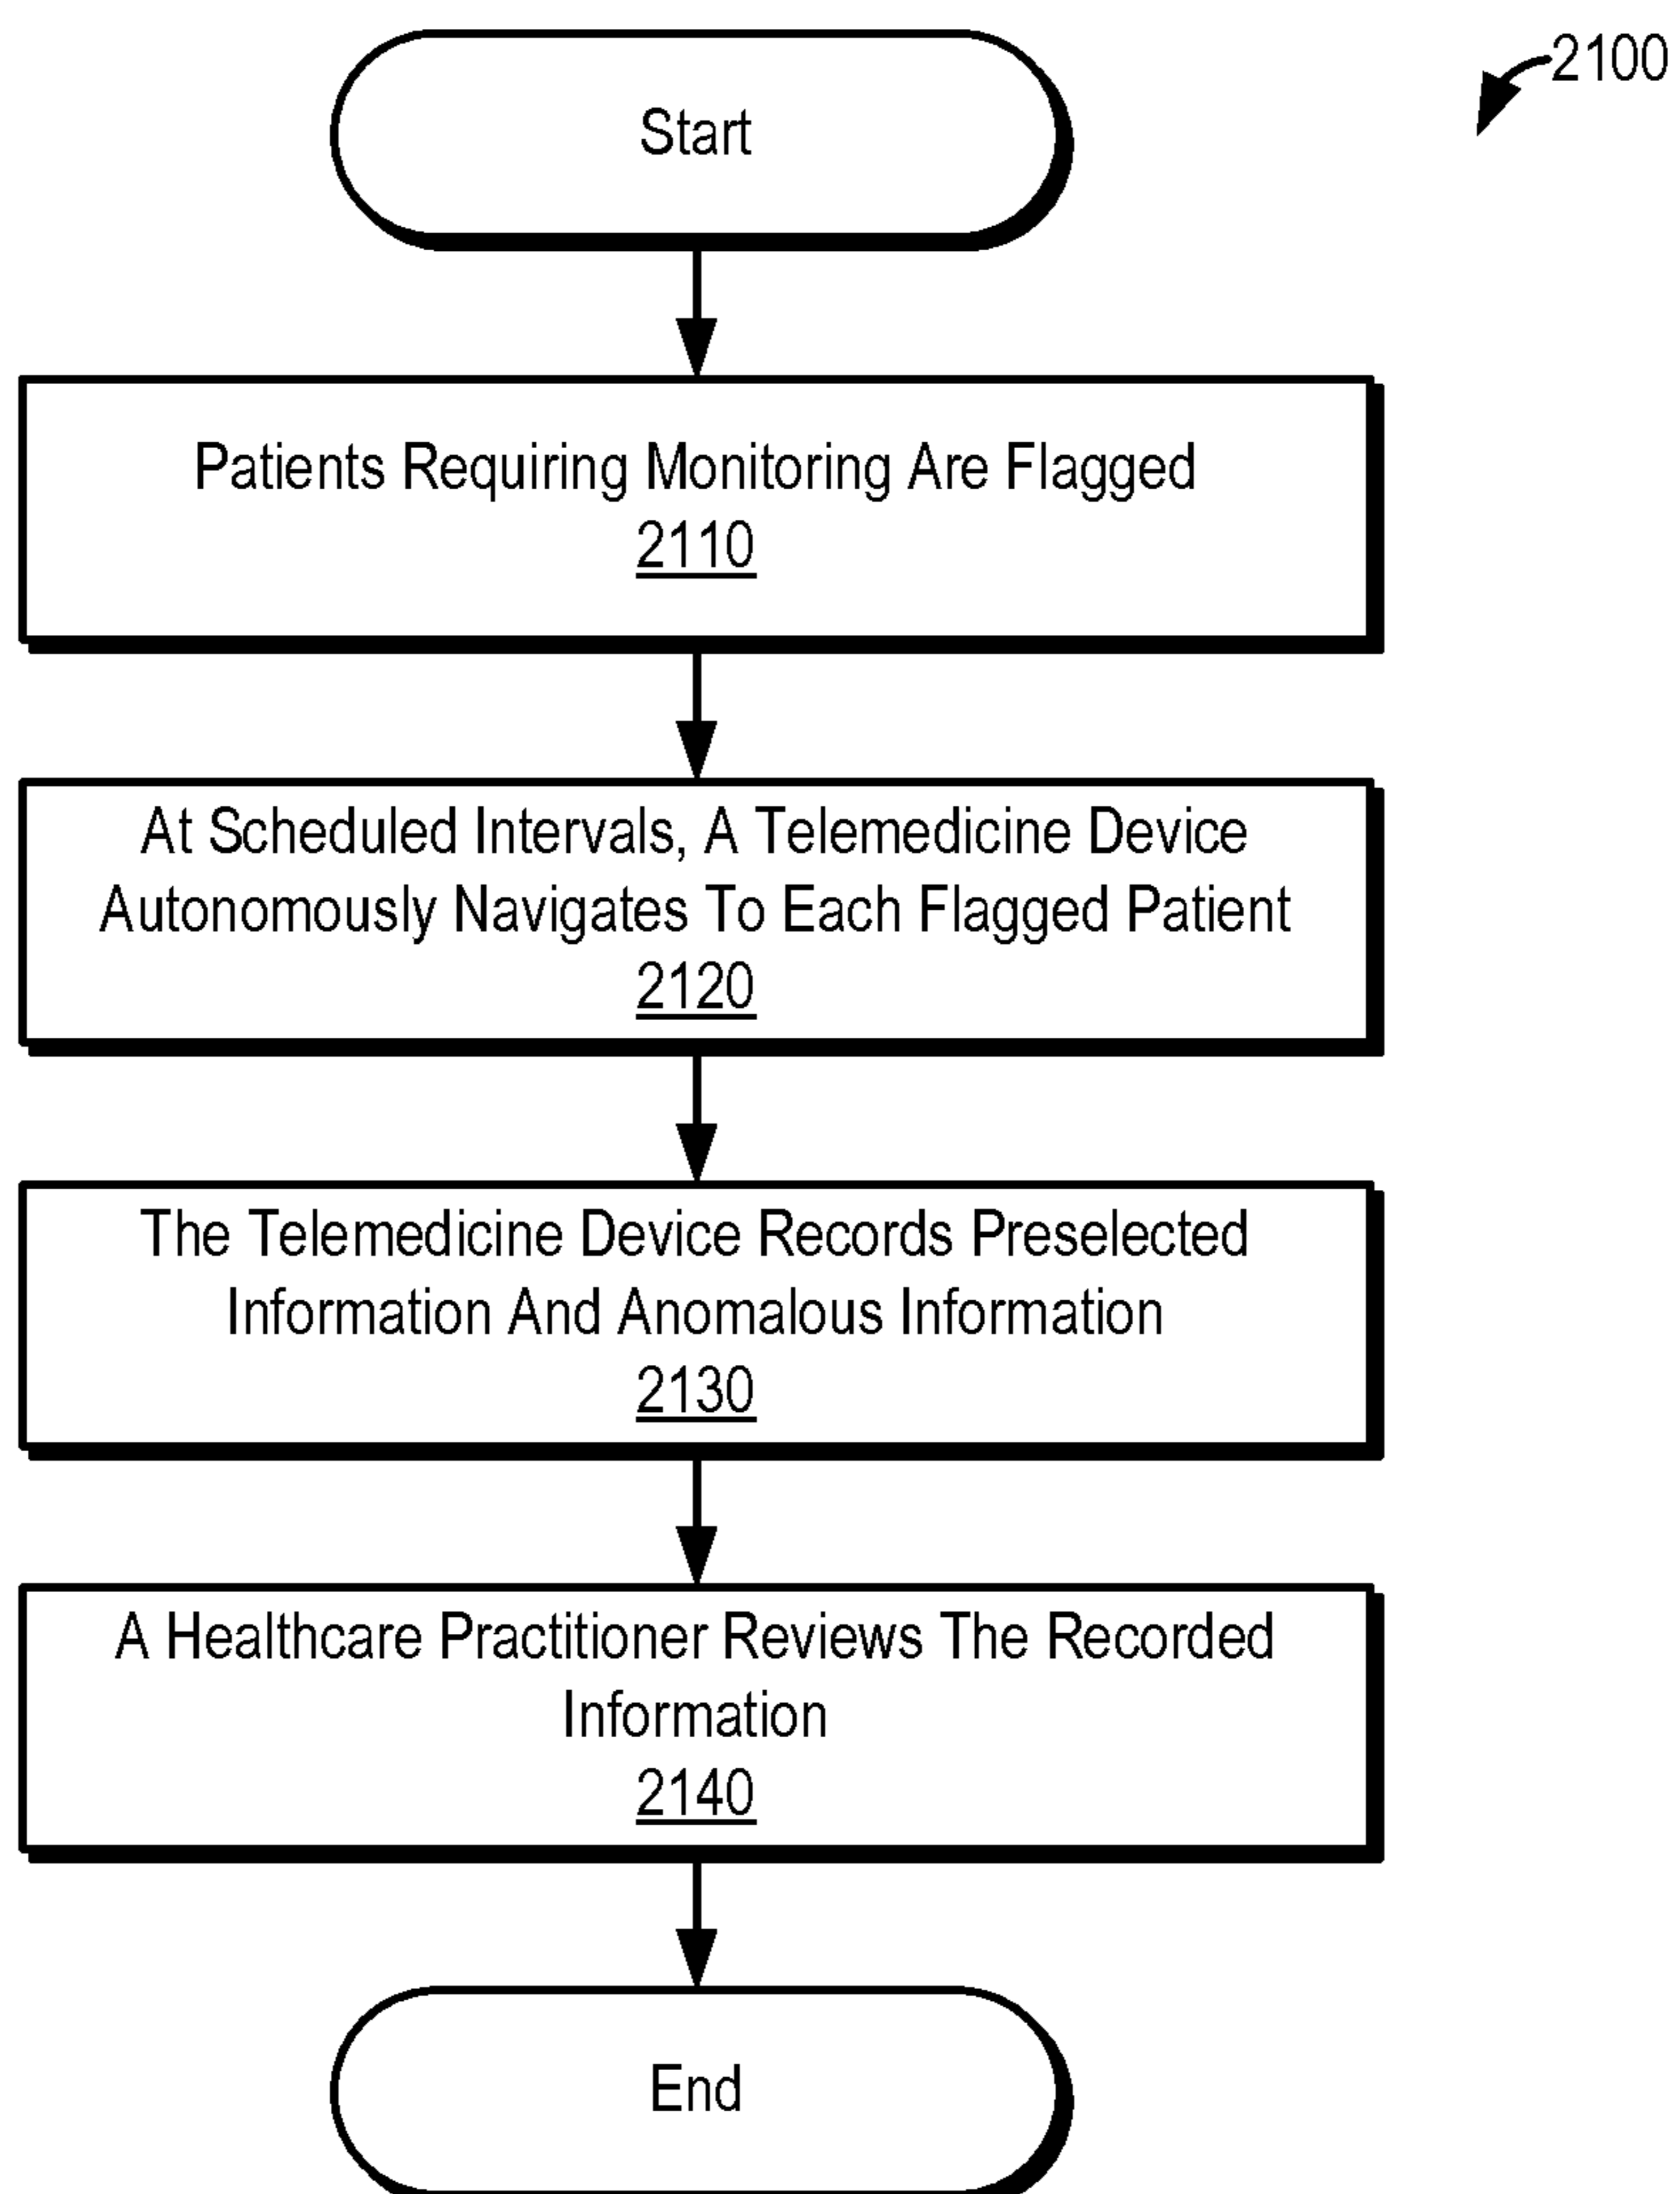 2100
Start
Patients Requiring Monitoring Are Flagged
2110
At Scheduled Intervals, A Telemedicine Device
Autonomously Navigates To Each Flagged Patient
2120
The Telemedicine Device Records Preselected
Information And Anomalous Information
2130
A Healthcare Practitioner Reviews The Recorded
Information
2140
End